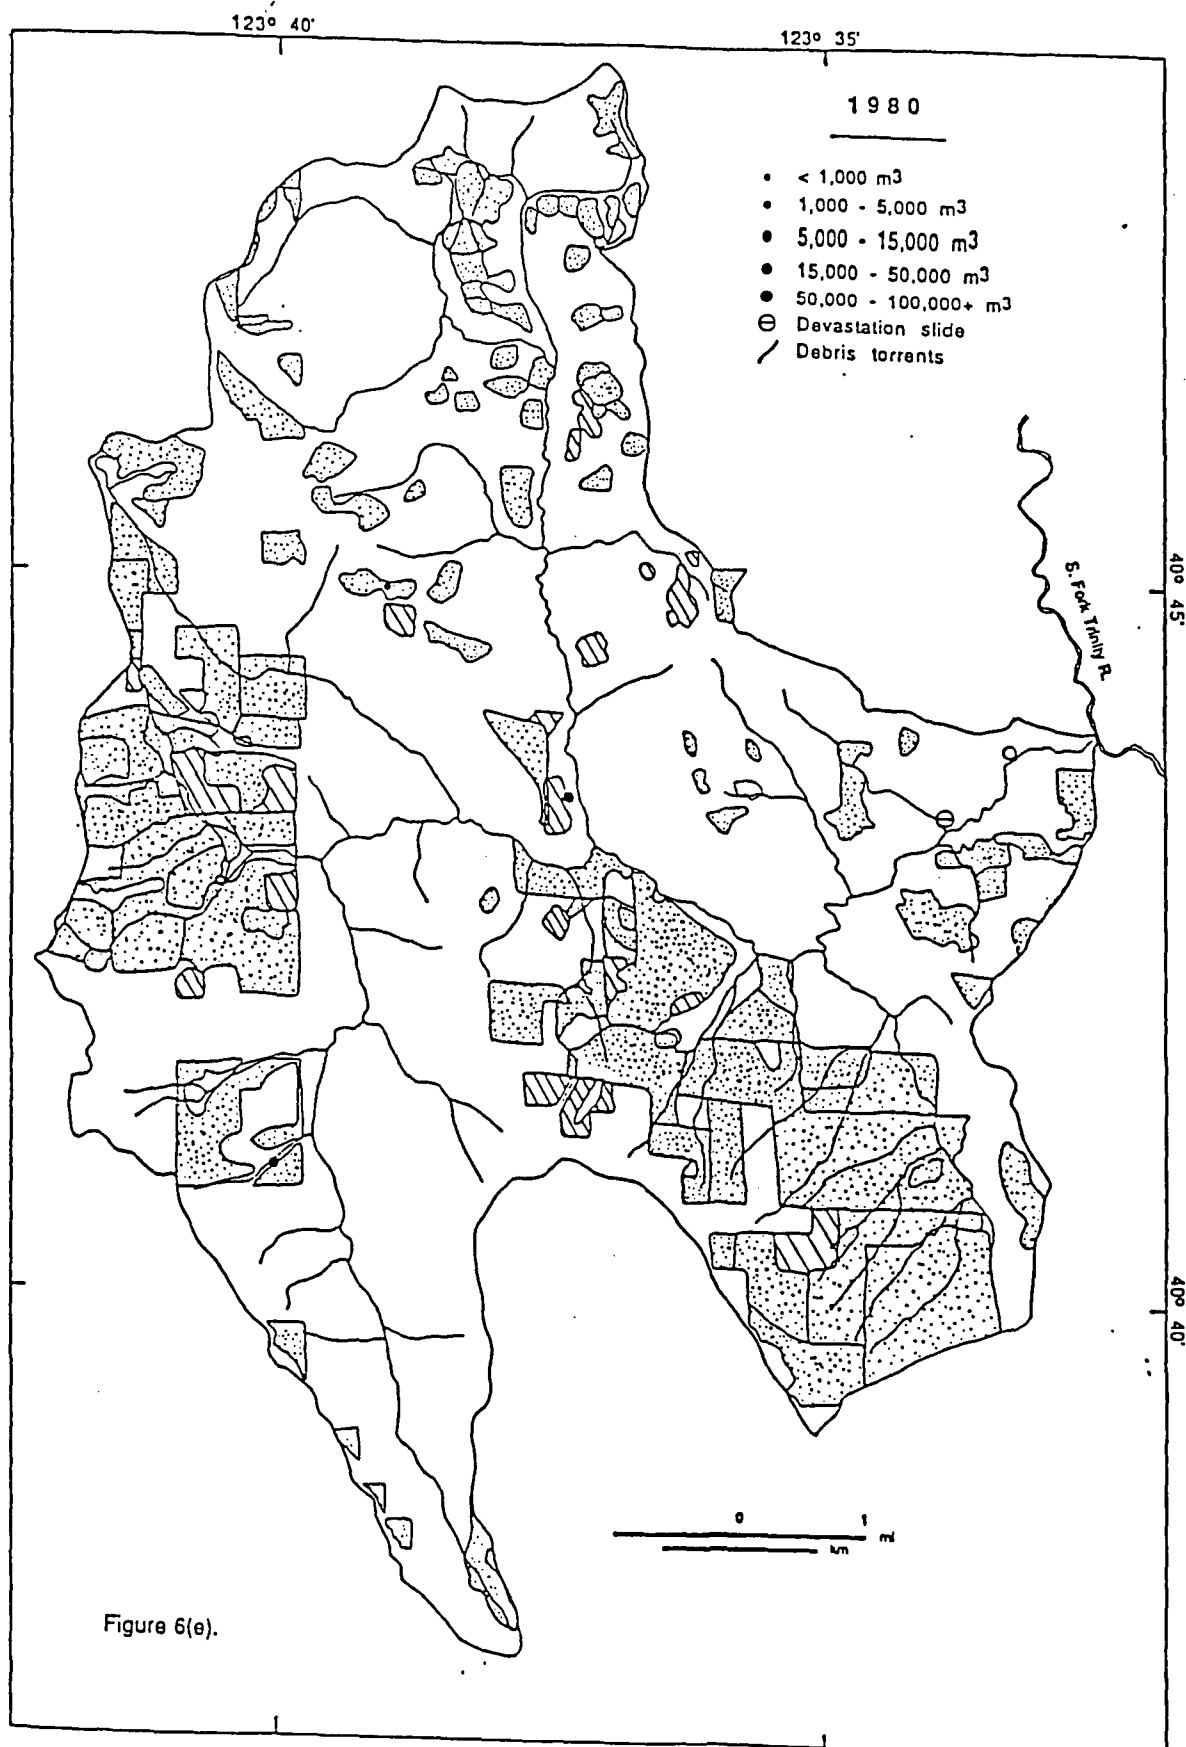 123° 40'
123° 35'
1980
< 1,000 m3
1,000 - 5,000 m3
5,000 - 15,000 m3
15,000 - 50,000 m3
50,000 - 100,000+ m3
Devastation slide
Debris torrents
S. Fork Trinity R.
40° 45'
40° 40'
0 1 mi
km
Figure 6(e).